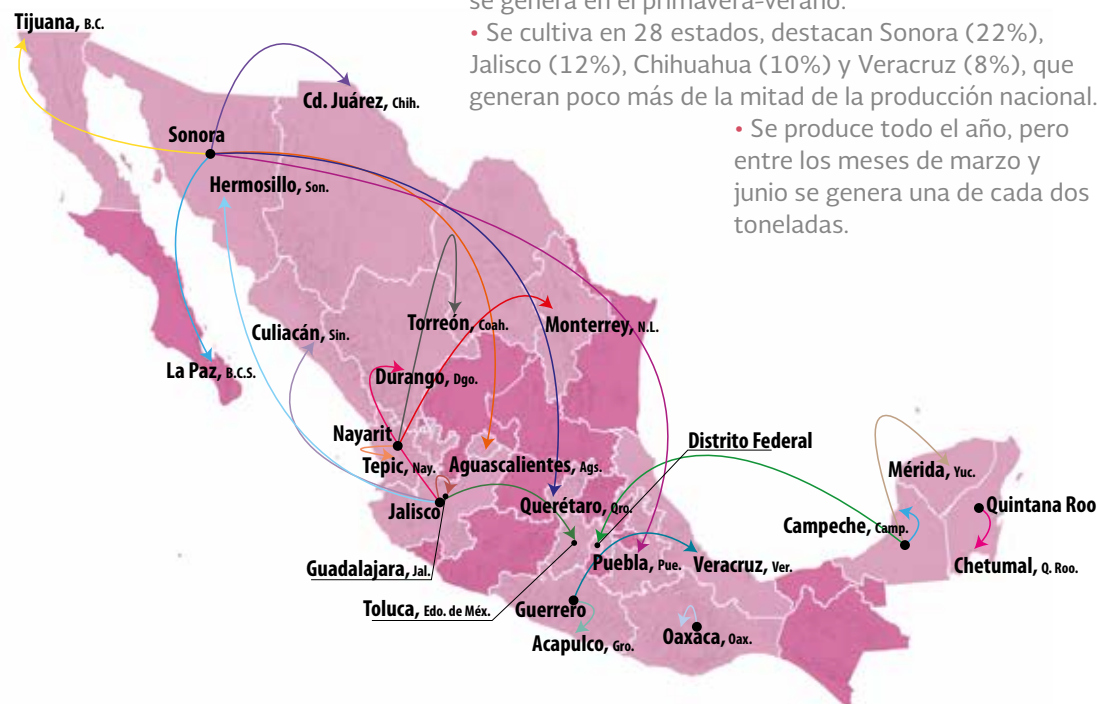 se genera en el primavera-verano.
• Se cultiva en 28 estados, destacan Sonora (22%),
Jalisco (12%), Chihuahua (10%) y Veracruz (8%), que
generan poco más de la mitad de la producción nacional.
• Se produce todo el año, pero
entre los meses de marzo y
junio se genera una de cada dos
toneladas.
Tijuana, B.C.
Cd. Juárez, Chih.
Sonora
Hermosillo, Son.
Torreón, Coah.
Monterrey, N.L.
Culiacán, Sin.
La Paz, B.C.S.
Durango, Dgo.
Nayarit
Distrito Federal
Tepic, Nay.
Aguascalientes, Ags.
Mérida, Yuc.
Jalisco
Querétaro, Qro.
Quintana Roo
Campeche, Camp.
Guadalajara, Jal.
Puebla, Pue.
Veracruz, Ver.
Chetumal, Q. Roo.
Toluca, Edo. de Méx.
Guerrero
Acapulco, Gro.
Oaxaca, Oax.